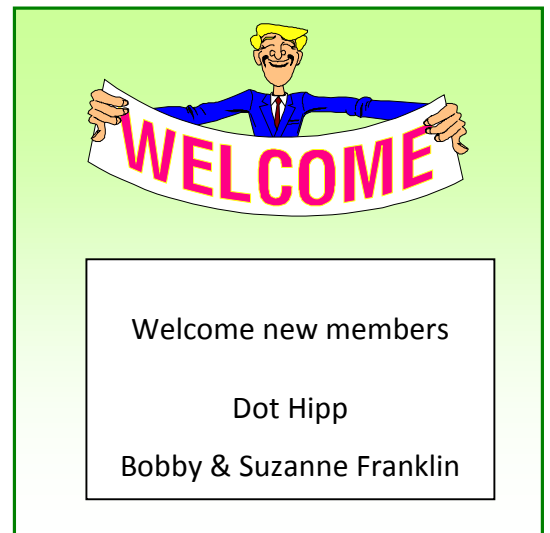 WELCOME
Welcome new members
Dot Hipp
Bobby & Suzanne Franklin